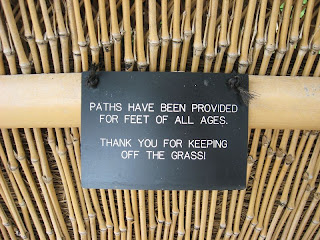 PATHS HAVE BEEN PROVIDED
FOR FEET OF ALL AGES.
THANK YOU FOR KEEPING
OFF THE GRASS!